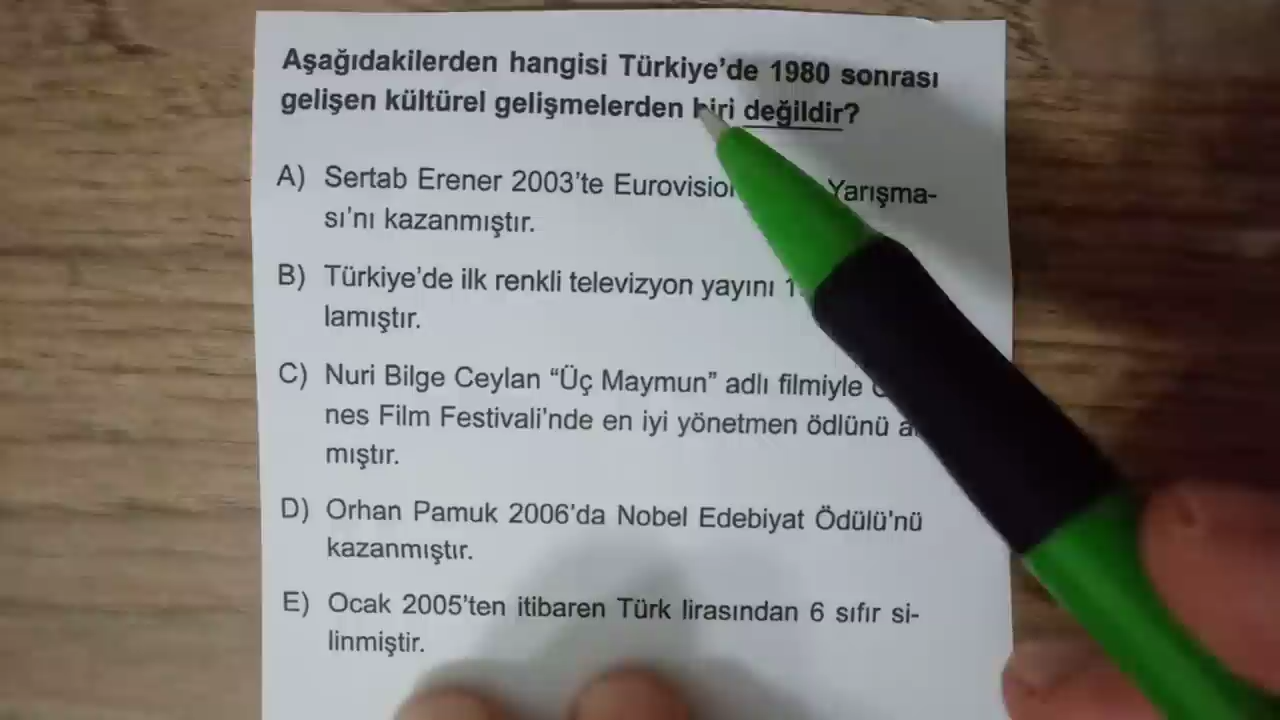 Aşağıdakilerden hangisi Türkiye'de 1980 sonrası
gelişen kültürel gelişmelerden biri değildir?
A) Sertab Erener 2003'te Yarışma-
sı'nı kazanmıştır.
B) Türkiye'de ilk renkli televizyon yayını
lamıştır.
C) Nuri Bilge Ceylan “Üç Maymun” adlı filmiyle
nes Film Festivali'nde en iyi yönetmen ödlünü
mıştır.
D) Orhan Pamuk 2006'da Nobel Edebiyat Ödülü'nü
kazanmıştır.
E) Ocak 2005'ten itibaren Türk lirasından 6 sıfır si-
linmiştir.